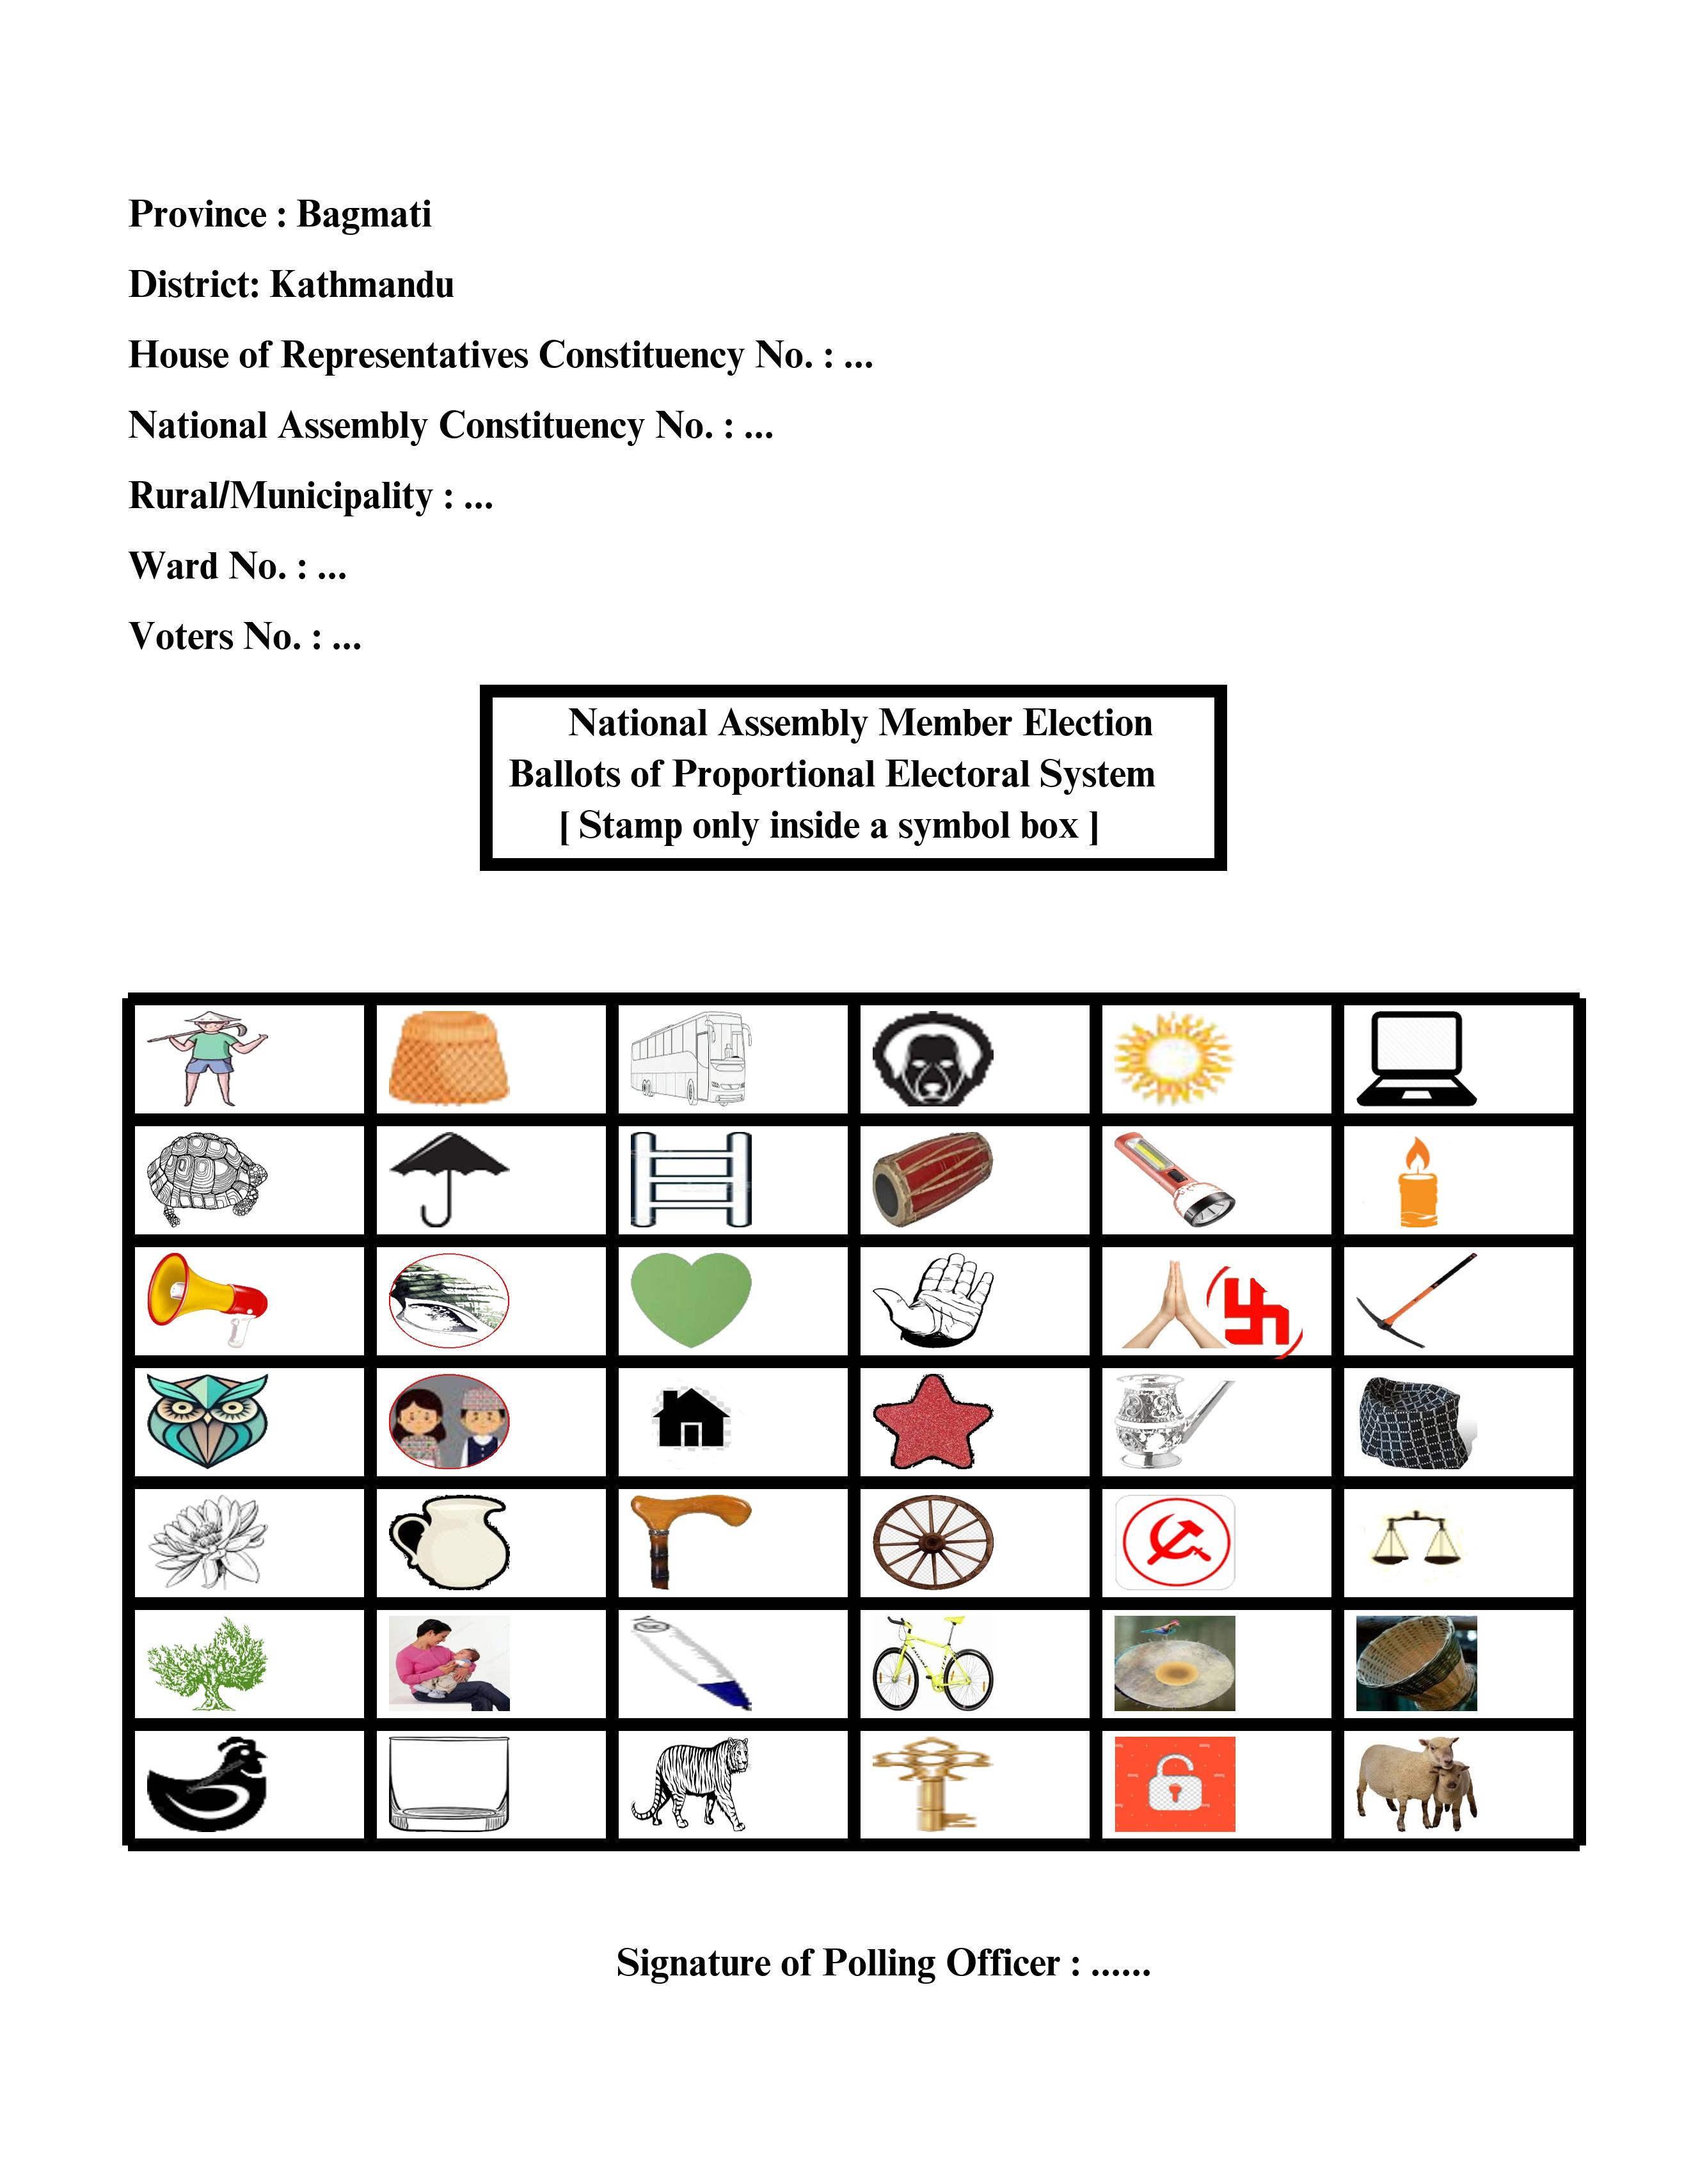 Province : Bagmati
District: Kathmandu
House of Representatives Constituency No. : ...
National Assembly Constituency No. : ...
Rural/Municipality : ...
Ward No. : ...
Voters No. : ...
National Assembly Member Election
Ballots of Proportional Electoral System
[ Stamp only inside a symbol box ]
Signature of Polling Officer : ......